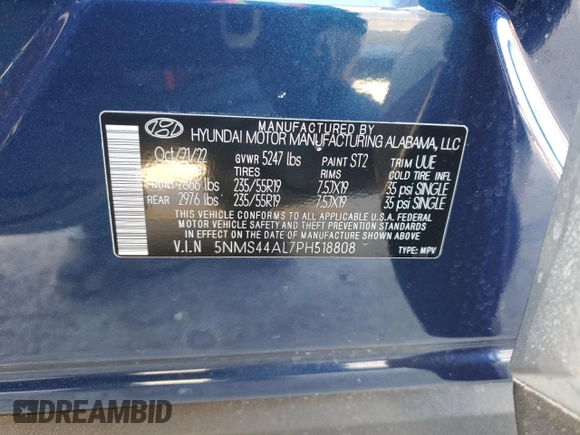 MANUFACTURED BY
HYUNDAI MOTOR MANUFACTURING ALABAMA, LLC
Oct/21/22 GVWR 5247 lbs PAINT ST2 TRIM UUE
TIRES RIMS COLD TIRE INFL
lbs 235/55R19 7.5JX19 35 psi SINGLE
REAR 2976 lbs 235/55R19 7.5JX19 35 psi SINGLE
THIS VEHICLE CONFORMS TO ALL APPLICABLE U.S.A. FEDERAL
MOTOR VEHICLE SAFETY AND THEFT PREVENTION STANDARDS
IN EFFECT ON THE DATE OF MANUFACTURE SHOWN ABOVE.
V.I.N 5NMS44AL7PH518808 TYPE: MPV
DREAMBID